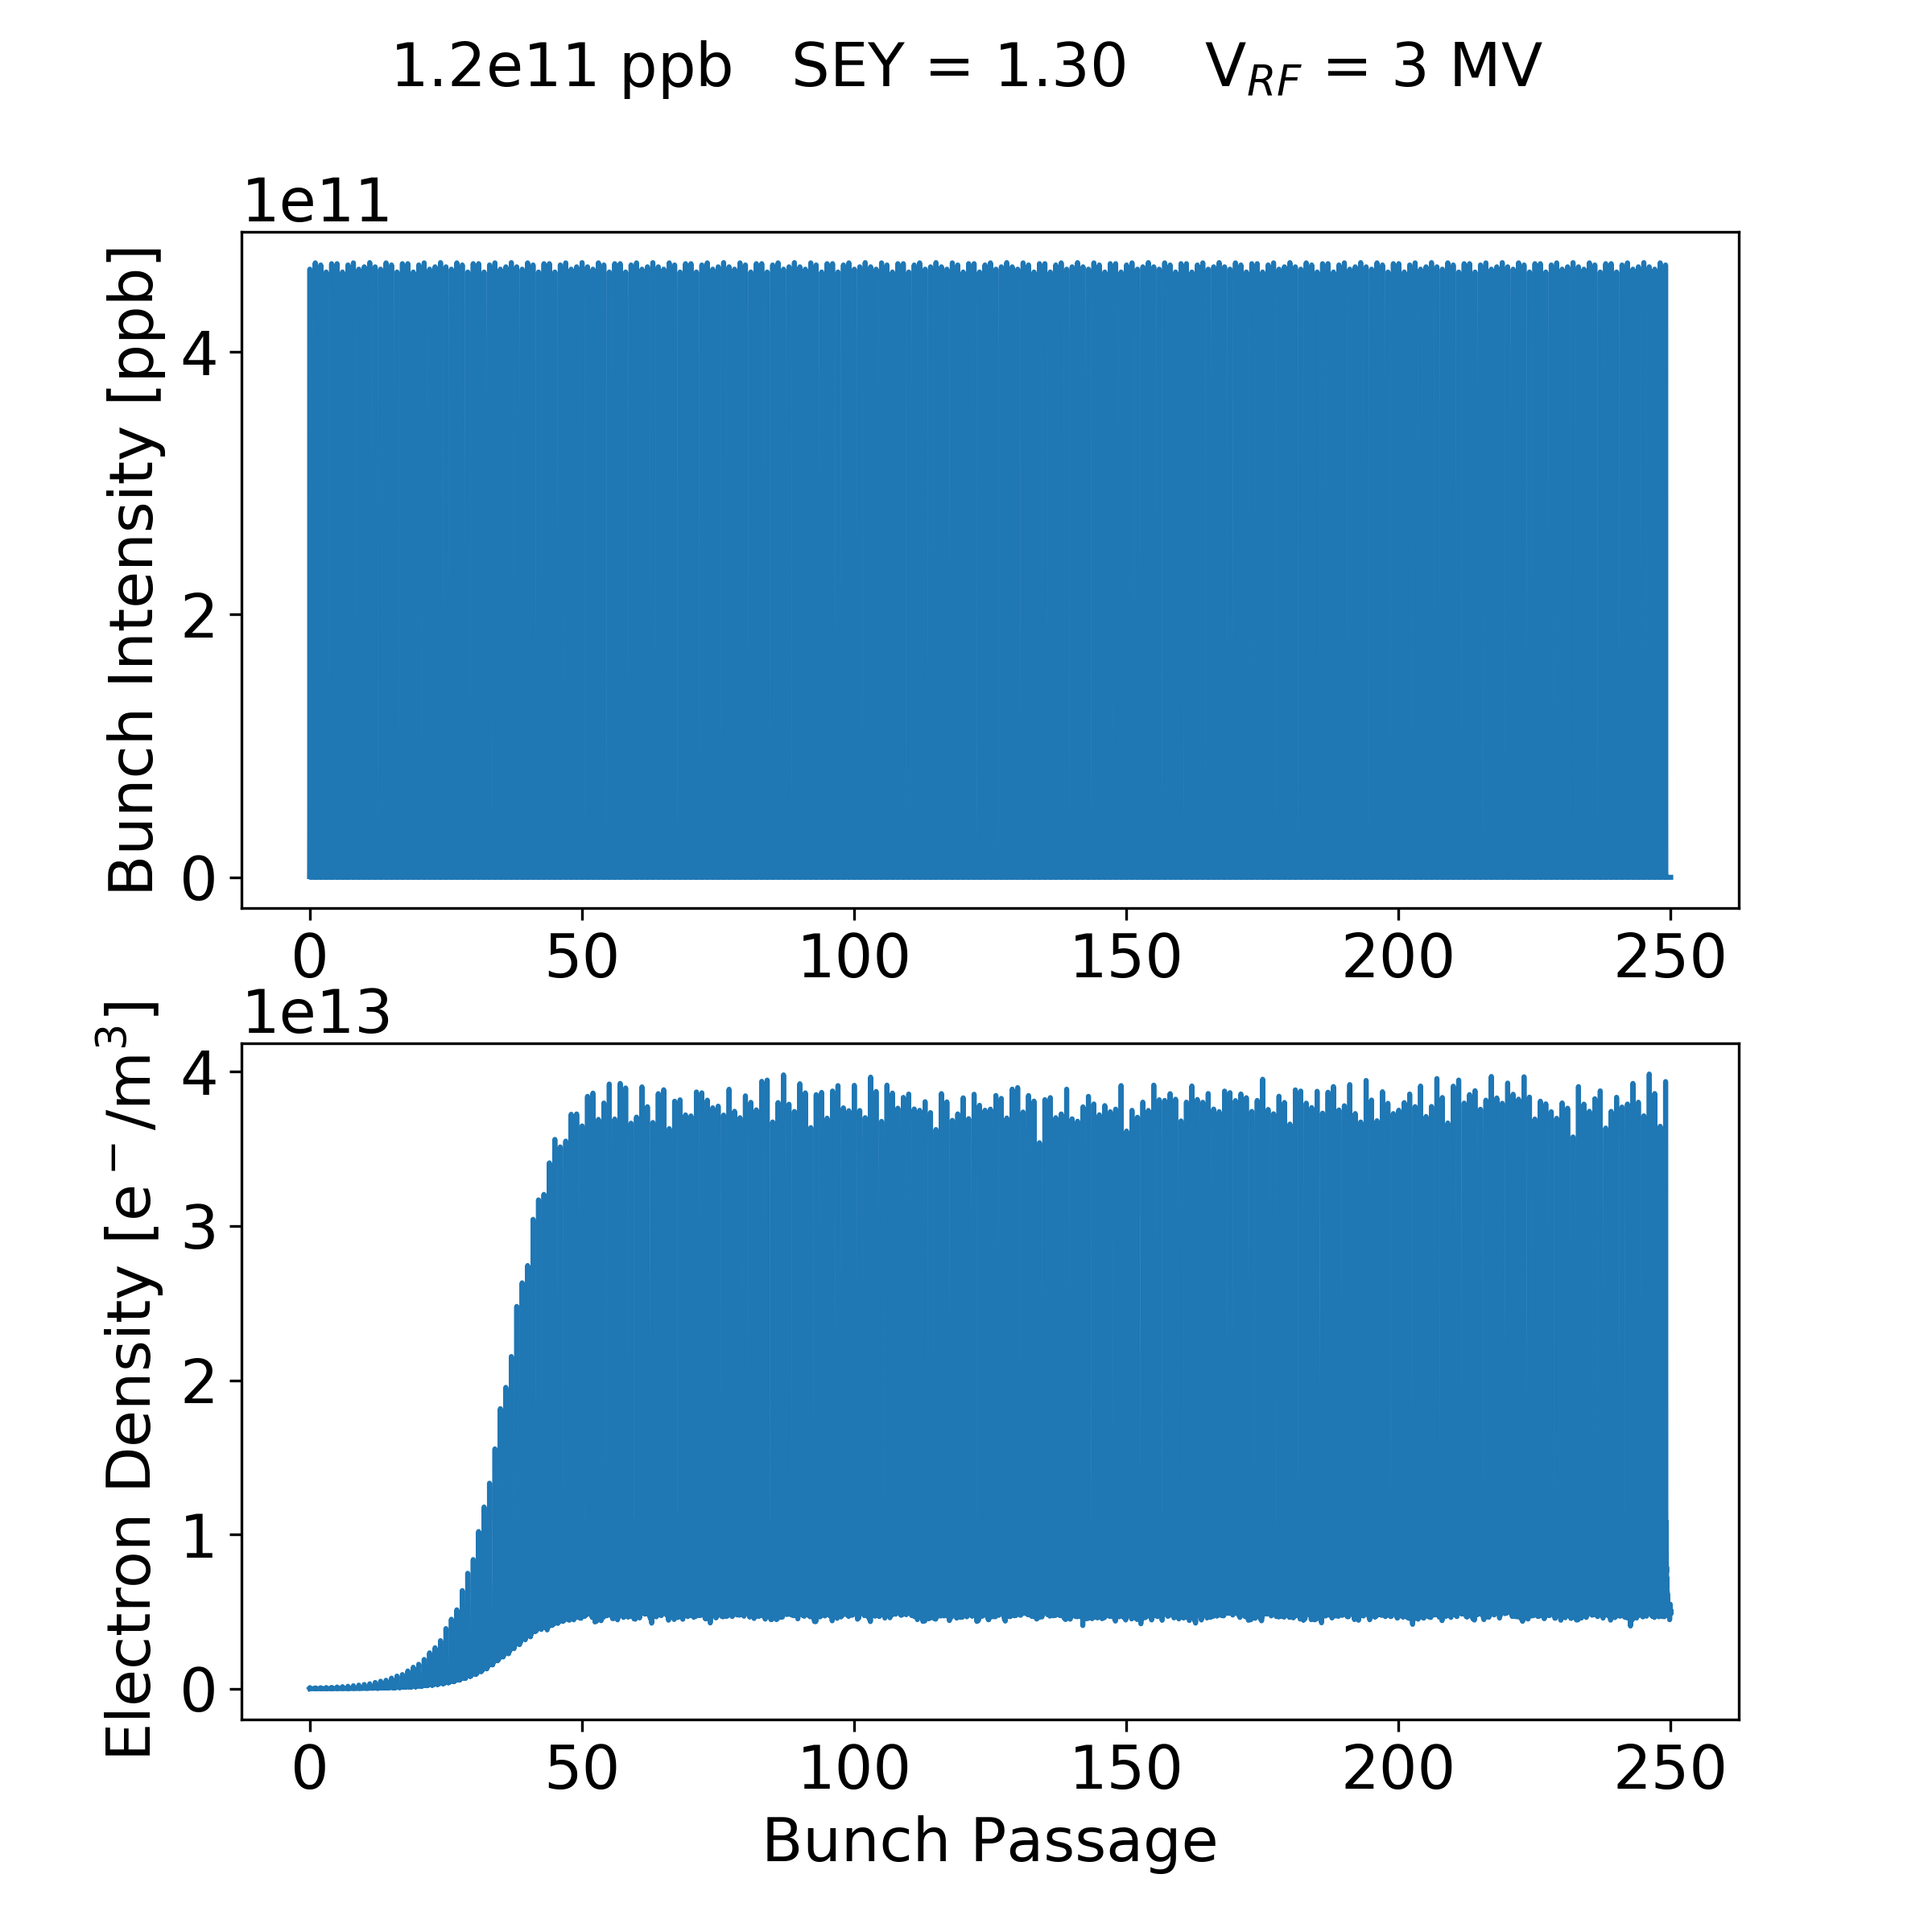 1.2e11 ppb SEY = 1.30 V_RF = 3 MV
1e11
Bunch Intensity [ppb]
4
2
0
0 50 100 150 200 250
1e13
Electron Density [e⁻/m³]
4
3
2
1
0
0 50 100 150 200 250
Bunch Passage